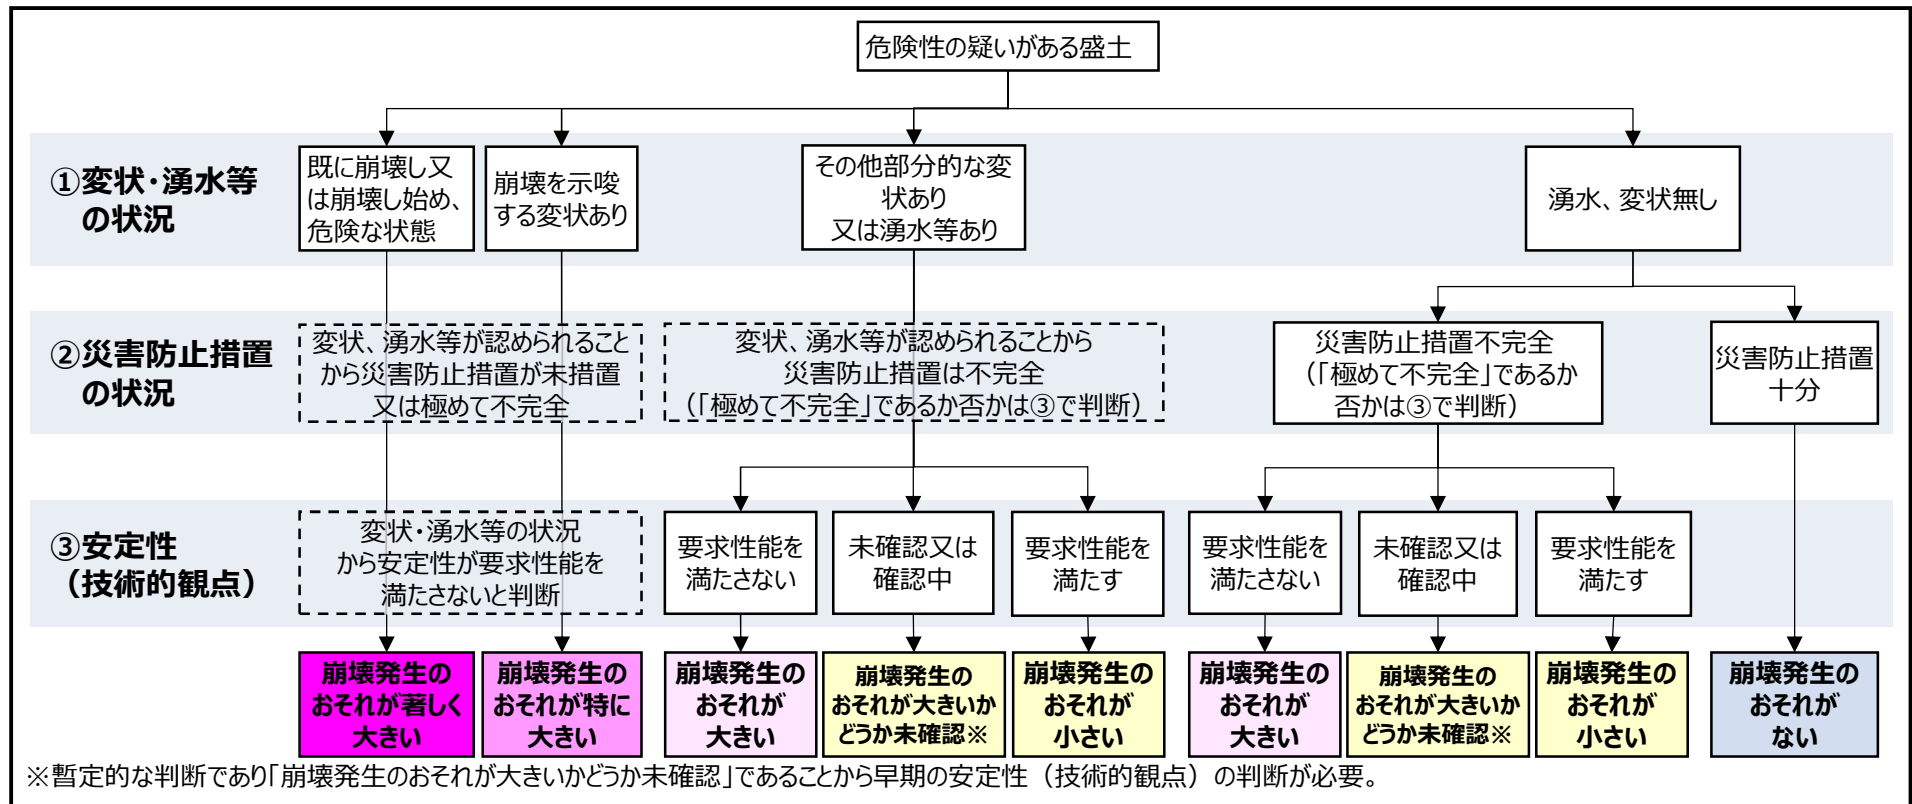 危険性の疑いがある盛土
①変状・湧水等
の状況
既に崩壊し又
は崩壊し始め、
危険な状態
崩壊を示唆
する変状あり
その他部分的な変
状あり
又は湧水等あり
湧水、変状無し
②災害防止措置
の状況
変状、湧水等が認められること
から災害防止措置が未措置
又は極めて不完全
変状、湧水等が認められることから
災害防止措置は不完全
（「極めて不完全」であるか否かは③で判断）
災害防止措置不完全
（「極めて不完全」であるか
否かは③で判断）
災害防止措置
十分
③安定性
（技術的観点）
変状・湧水等の状況
から安定性が要求性能を
満たさないと判断
要求性能を
満たさない
未確認又は
確認中
要求性能を
満たす
要求性能を
満たさない
未確認又は
確認中
要求性能を
満たす
崩壊発生の
おそれが著しく
大きい
崩壊発生の
おそれが特に
大きい
崩壊発生の
おそれが
大きい
崩壊発生の
おそれが大きいか
どうか未確認※
崩壊発生の
おそれが
小さい
崩壊発生の
おそれが
大きい
崩壊発生の
おそれが大きいか
どうか未確認※
崩壊発生の
おそれが
小さい
崩壊発生の
おそれが
ない
※暫定的な判断であり「崩壊発生のおそれが大きいかどうか未確認」であることから早期の安定性（技術的観点）の判断が必要。